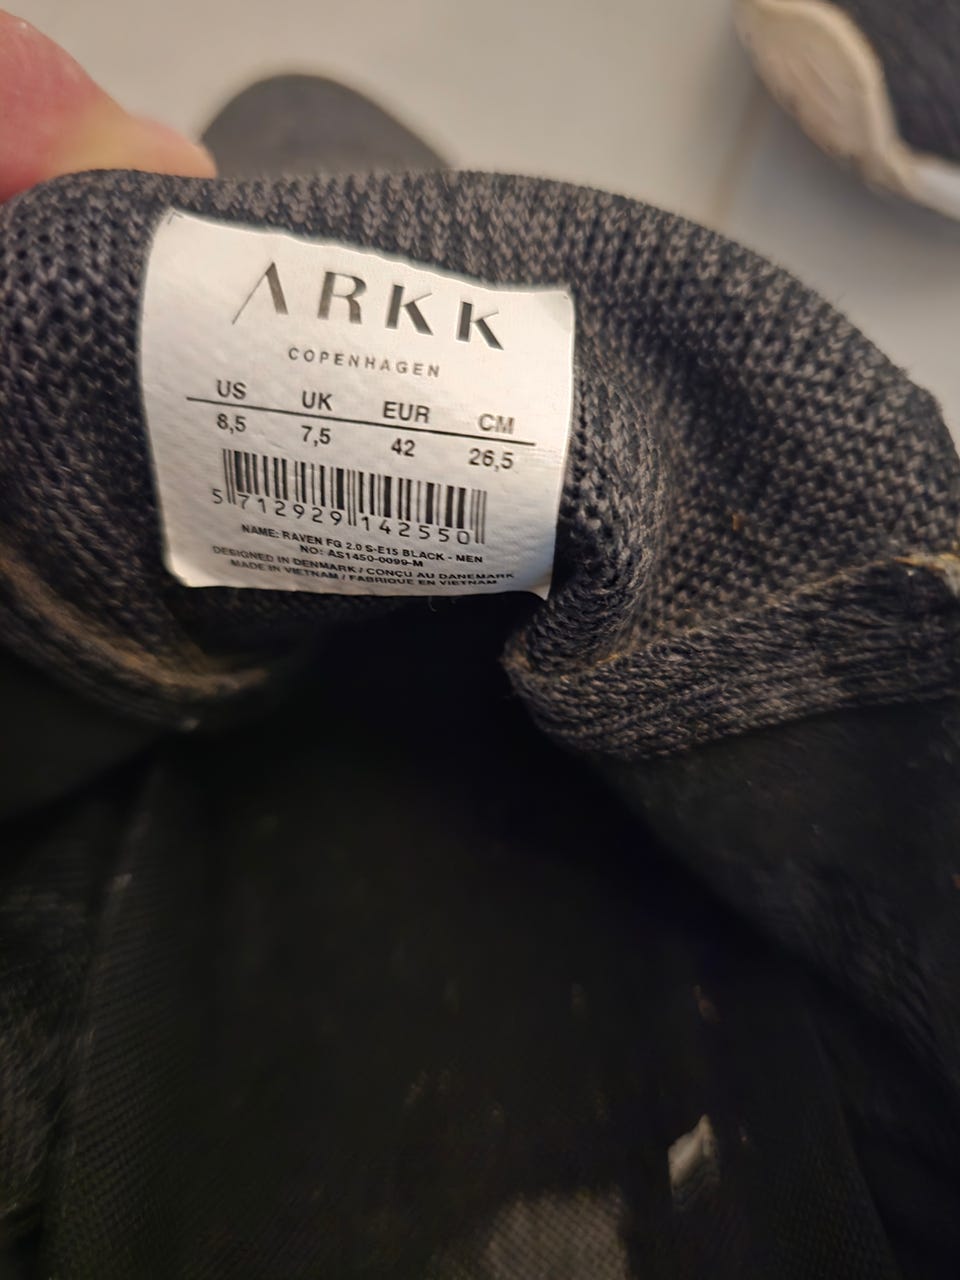 ARKK
COPENHAGEN
US UK EUR CM
8,5 7,5 42 26,5
5 712929 142550
NAME: RAVEN FG 2.0 S-E15 BLACK - MEN
NO: AS1450-0099-M
DESIGNED IN DENMARK / CONÇU AU DANEMARK
MADE IN VIETNAM / FABRIQUE EN VIETNAM